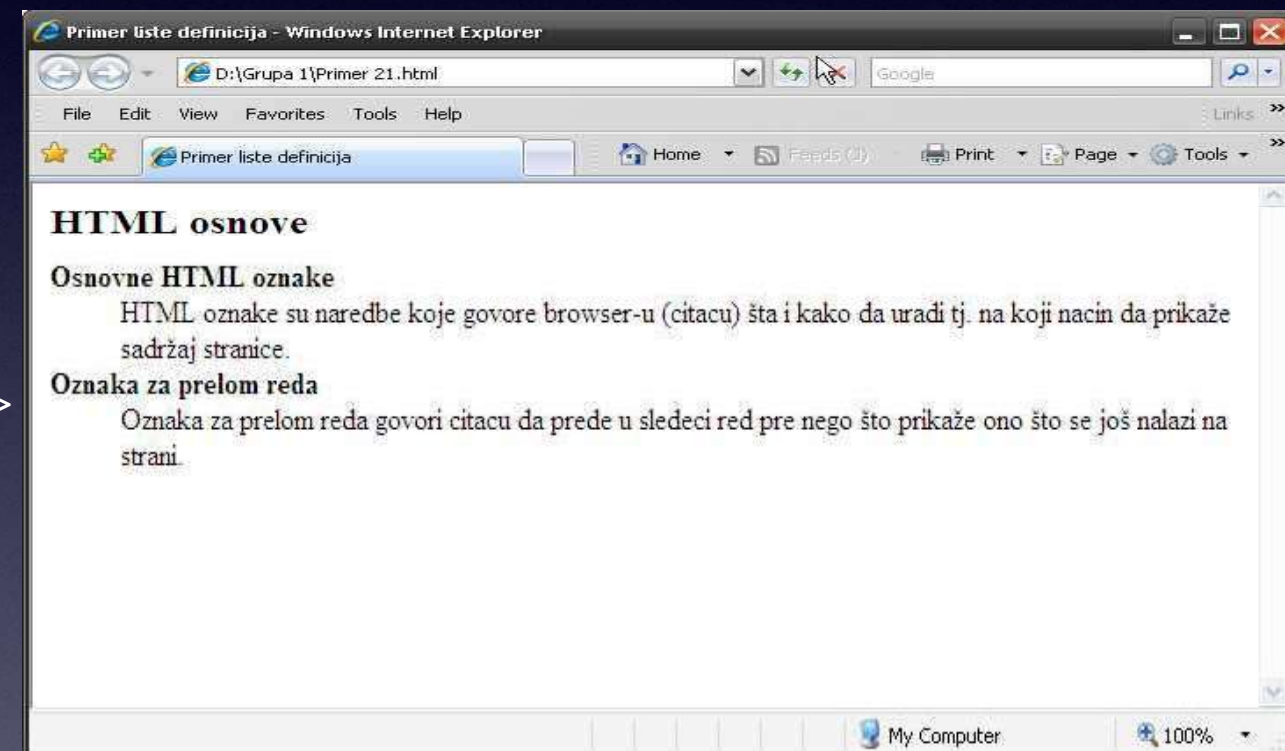 Primer liste definicija - Windows Internet Explorer
D:\Grupa 1\Primer 21.html
Google
File Edit View Favorites Tools Help
Links »
Primer liste definicija
Home Feeds (J) Print Page Tools »
HTML osnove
Osnovne HTML oznake
HTML oznake su naredbe koje govore browser-u (citacu) šta i kako da uradi tj. na koji nacin da prikaže
sadržaj stranice.
Oznaka za prelom reda
>
Oznaka za prelom reda govori citacu da prede u sledeci red pre nego što prikaže ono što se još nalazi na
strani.
My Computer
100%